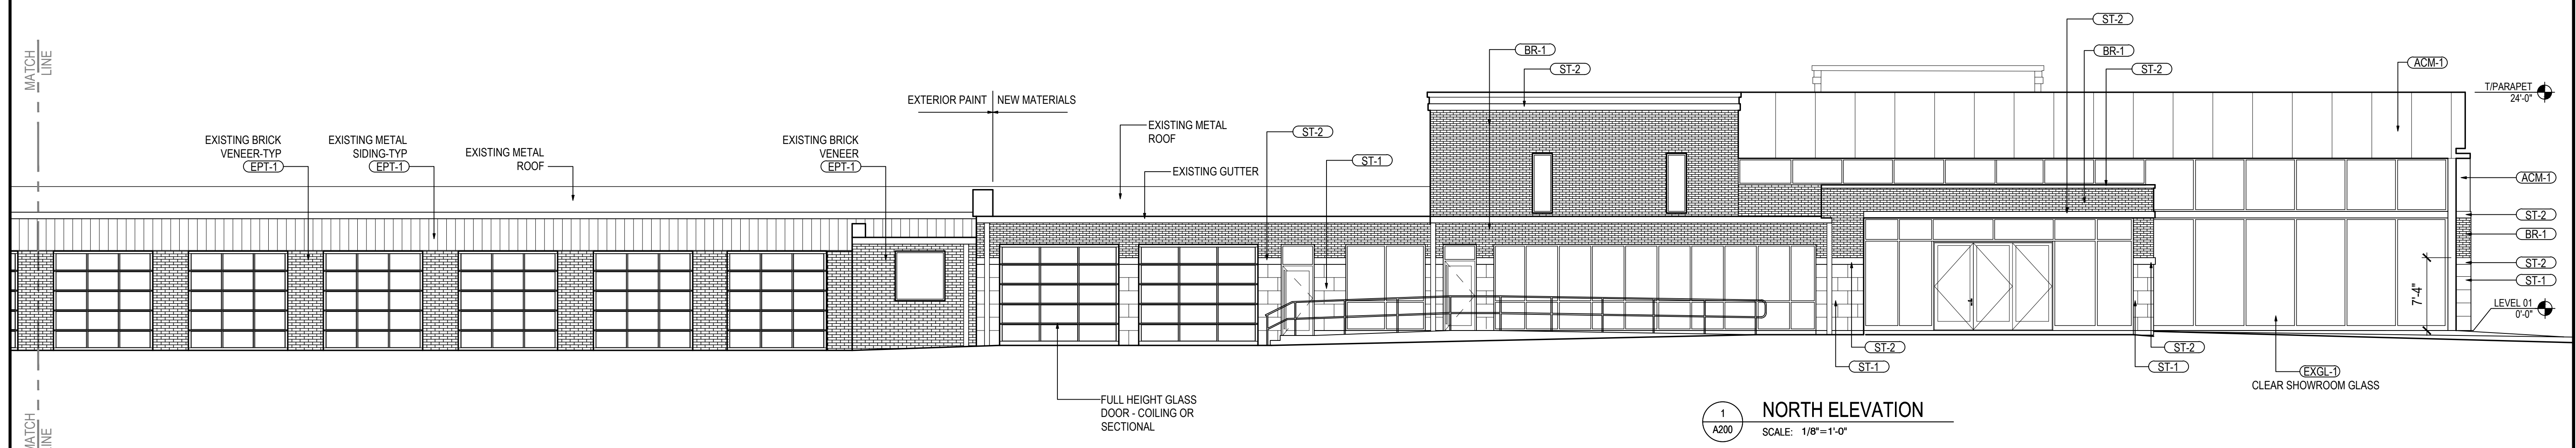 MATCH
LINE
EXISTING BRICK
VENEER-TYP
EPT-1
EXISTING METAL
SIDING-TYP
EPT-1
EXISTING METAL
ROOF
EXISTING BRICK
VENEER
EPT-1
EXTERIOR PAINT
NEW MATERIALS
EXISTING METAL
ROOF
EXISTING GUTTER
ST-2
ST-1
BR-1
ST-2
ST-2
BR-1
ST-2
ACM-1
T/PARAPET
24'-0"
ACM-1
ST-2
BR-1
ST-2
ST-1
7'-4"
LEVEL 01
0'-0"
ST-2
ST-1
ST-2
ST-1
EXGL-1
CLEAR SHOWROOM GLASS
FULL HEIGHT GLASS
DOOR - COILING OR
SECTIONAL
1
A200
NORTH ELEVATION
SCALE: 1/8"=1'-0"
MATCH
LINE